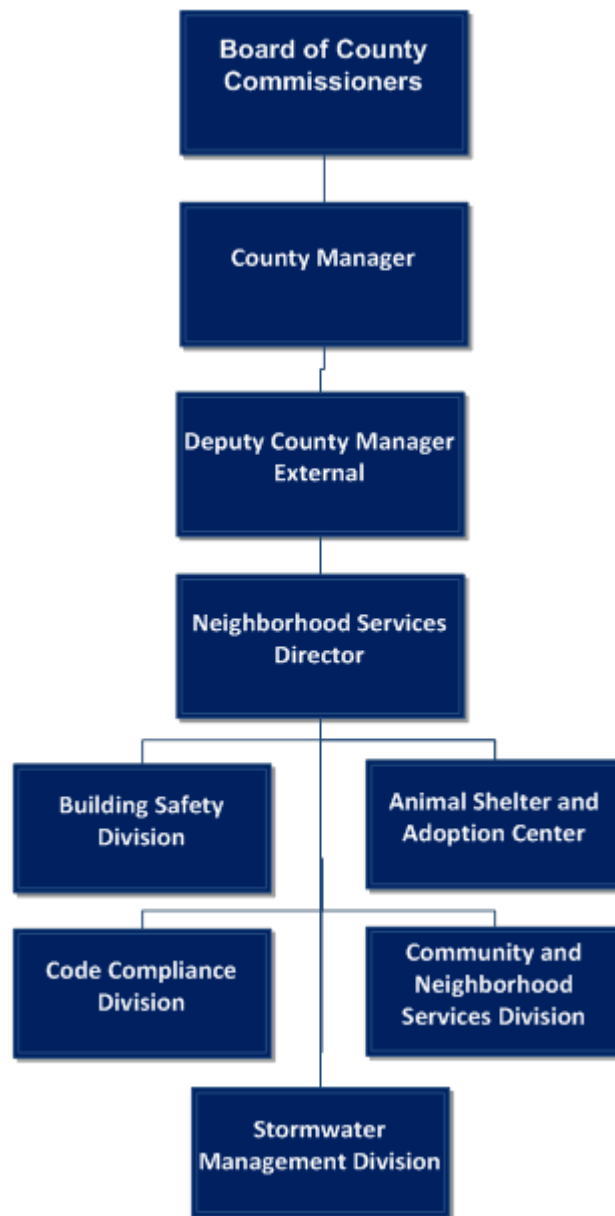 Board of County
Commissioners
County Manager
Deputy County Manager
External
Neighborhood Services
Director
Building Safety
Division
Animal Shelter and
Adoption Center
Code Compliance
Division
Community and
Neighborhood
Services Division
Stormwater
Management Division